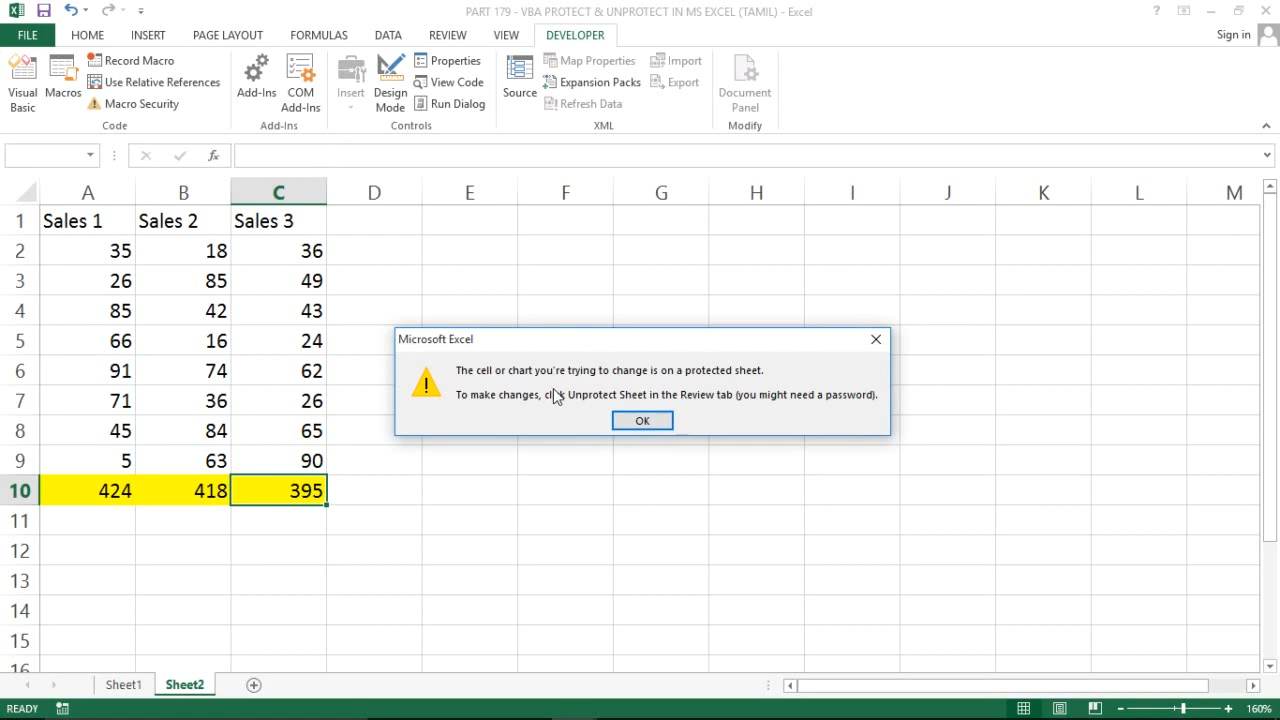 PART 179 - VBA PROTECT & UNPROTECT IN MS EXCEL (TAMIL) - Excel
?
FILE HOME INSERT PAGE LAYOUT FORMULAS DATA REVIEW VIEW DEVELOPER Sign in
Visual Basic
Macros
Record Macro
Use Relative References
Macro Security
Code
Add-Ins
COM Add-Ins
Add-Ins
Insert
Design Mode
Properties
View Code
Run Dialog
Controls
Source
Map Properties
Expansion Packs
Refresh Data
Import
Export
XML
Document Panel
Modify
fx
A B C D E F G H I J K L M
1 Sales 1 Sales 2 Sales 3
2 35 18 36
3 26 85 49
4 85 42 43
5 66 16 24
6 91 74 62
7 71 36 26
8 45 84 65
9 5 63 90
10 424 418 395
11
12
13
14
15
16
Microsoft Excel
The cell or chart you're trying to change is on a protected sheet.
To make changes, click Unprotect Sheet in the Review tab (you might need a password).
OK
Sheet1 Sheet2
READY 160%